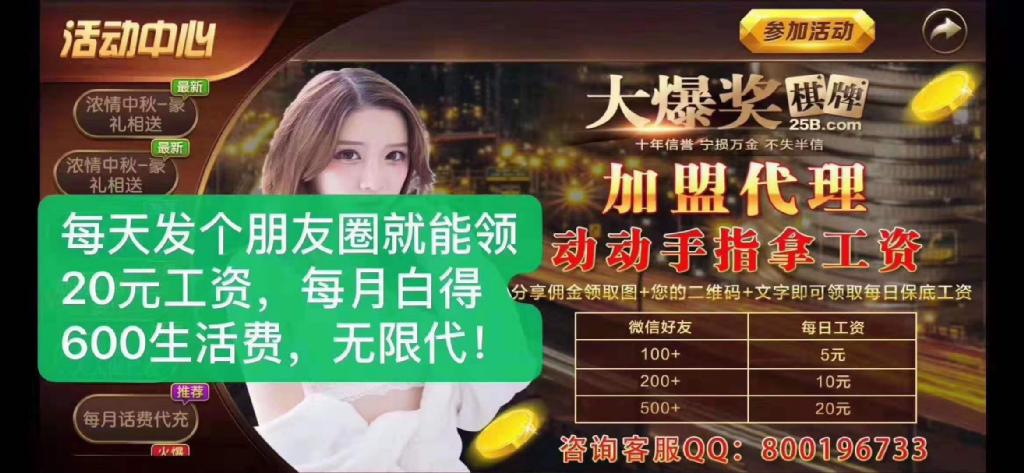 活动中心
参加活动
最新
浓情中秋-豪
礼相送
最新
浓情中秋-豪
礼相送
每天发个朋友圈就能领
20元工资，每月白得
600生活费，无限代！
推荐
每月话费代充
火爆
大爆奖棋牌
25B.com
十年信誉 宁损万金 不失半信
加盟代理
动动手指拿工资
分享佣金领取图+您的二维码+文字即可领取每日保底工资
微信好友 每日工资
100+ 5元
200+ 10元
500+ 20元
咨询客服QQ：800196733